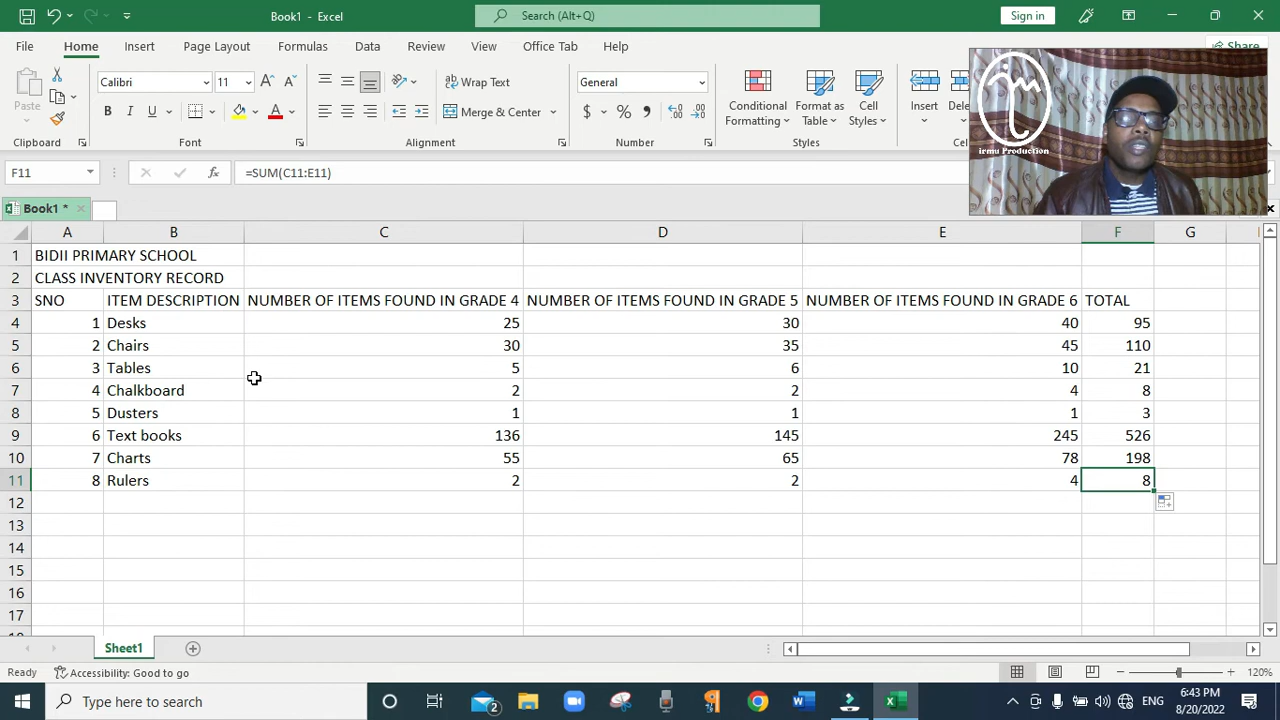 Book1 - Excel
Search (Alt+Q)
Sign in
File Home Insert Page Layout Formulas Data Review View Office Tab Help
Share
Paste
Calibri 11
Wrap Text
General
Merge & Center
Conditional Formatting
Format as Table
Cell Styles
Insert
Clipboard Font Alignment Number Styles
irmu Production
F11 =SUM(C11:E11)
Book1 *
A B C D E F G
1 BIDII PRIMARY SCHOOL
2 CLASS INVENTORY RECORD
3 SNO ITEM DESCRIPTION NUMBER OF ITEMS FOUND IN GRADE 4 NUMBER OF ITEMS FOUND IN GRADE 5 NUMBER OF ITEMS FOUND IN GRADE 6 TOTAL
4 1 Desks 25 30 40 95
5 2 Chairs 30 35 45 110
6 3 Tables 5 6 10 21
7 4 Chalkboard 2 2 4 8
8 5 Dusters 1 1 1 3
9 6 Text books 136 145 245 526
10 7 Charts 55 65 78 198
11 8 Rulers 2 2 4 8
12
13
14
15
16
17
Sheet1
Ready Accessibility: Good to go 120%
Type here to search
2
ENG
6:43 PM
8/20/2022